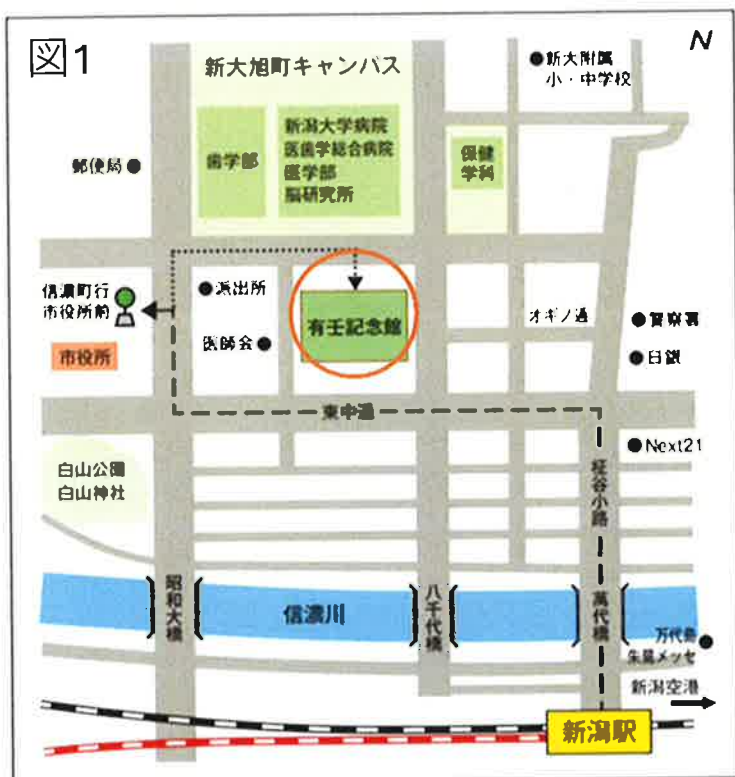 図1
N
新大旭町キャンパス
新大附属
小・中学校
郵便局
歯学部
新潟大学病院
医歯学総合病院
医学部
脳研究所
保健
学科
信濃町行
市役所前
派出所
医師会
有壬記念館
オギノ通
警察署
日銀
市役所
東中通
Next21
白山公園
白山神社
柾谷小路
昭和大橋
信濃川
八千代橋
萬代橋
万代島
朱鷺メッセ
新潟空港
新潟駅